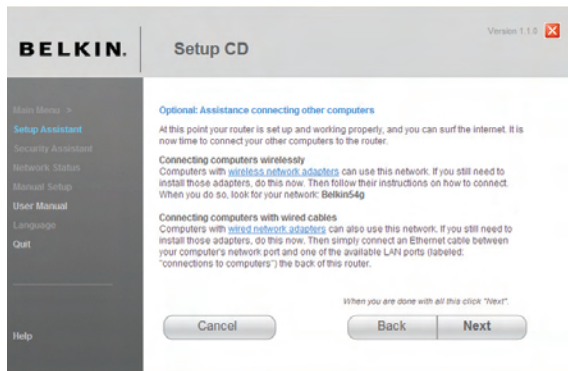 Version 1.1.0
BELKIN.
Setup CD
Main Menu >
Setup Assistant
Security Assistant
Network Status
Manual Setup
User Manual
Language
Quit
Help
Optional: Assistance connecting other computers
At this point your router is set up and working properly, and you can surf the internet. It is
now time to connect your other computers to the router.
Connecting computers wirelessly
Computers with wireless network adapters can use this network. If you still need to
install those adapters, do this now. Then follow their instructions on how to connect.
When you do so, look for your network: Belkin54g
Connecting computers with wired cables
Computers with wired network adapters can also use this network. If you still need to
install those adapters, do this now. Then simply connect an Ethernet cable between
your computer's network port and one of the available LAN ports (labeled:
"connections to computers") the back of this router.
When you are done with all this click "Next".
Cancel
Back
Next